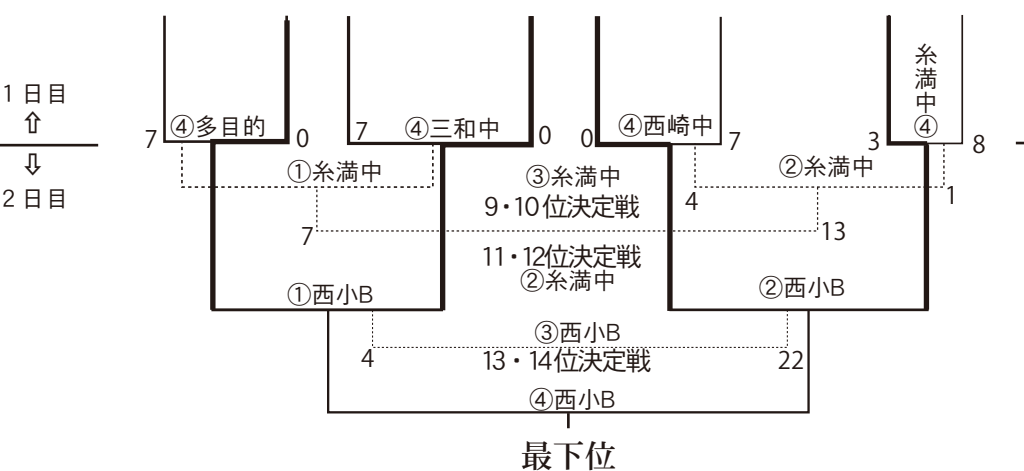 1日目
⇧
⇩
2日目
7
④多目的
0
7
④三和中
0
0
④西崎中
7
3
糸満中④
8
①糸満中
③糸満中
9・10位決定戦
②糸満中
4
1
7
13
11・12位決定戦
②糸満中
①西小B
②西小B
③西小B
4
13・14位決定戦
22
④西小B
最下位